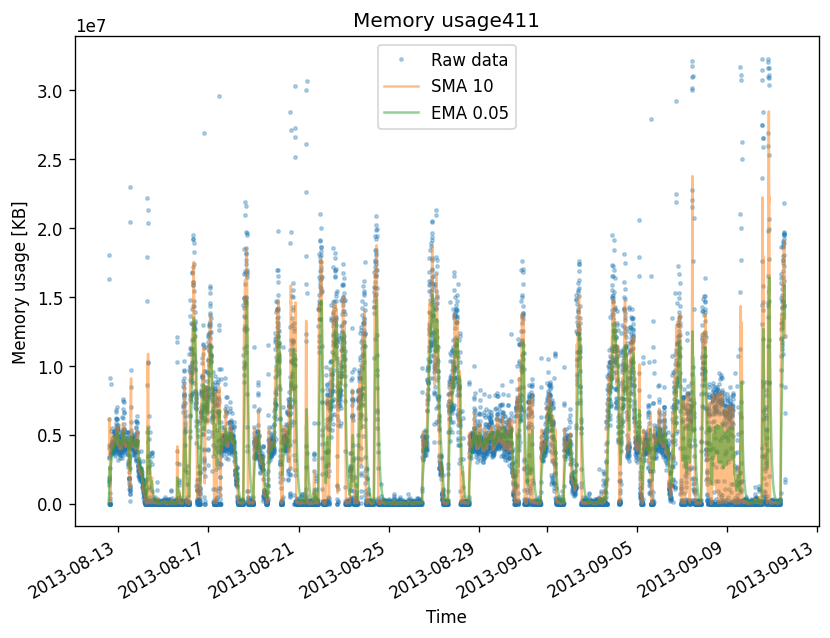 Memory usage411
1e7
Raw data
SMA 10
EMA 0.05
3.0
2.5
2.0
1.5
1.0
0.5
0.0
Memory usage [KB]
2013-08-13
2013-08-17
2013-08-21
2013-08-25
2013-08-29
2013-09-01
2013-09-05
2013-09-09
2013-09-13
Time